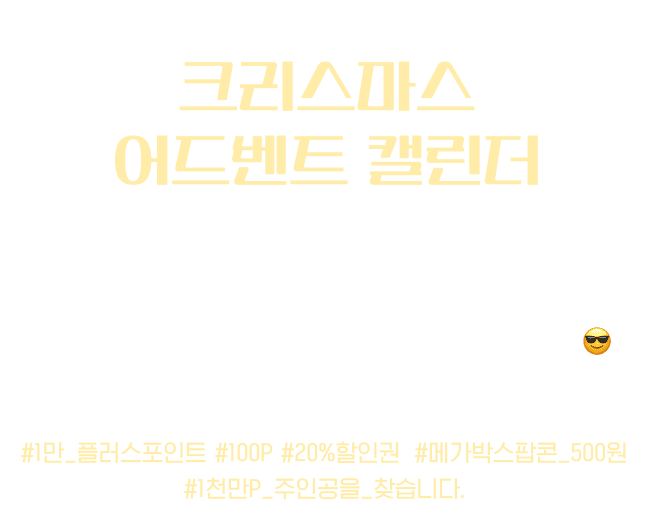 크리스마스
어드벤트 캘린더
😎
#1만_플러스포인트 #100P #20%할인권 #메가박스팝콘_500원
#1천만P_주인공을_찾습니다.